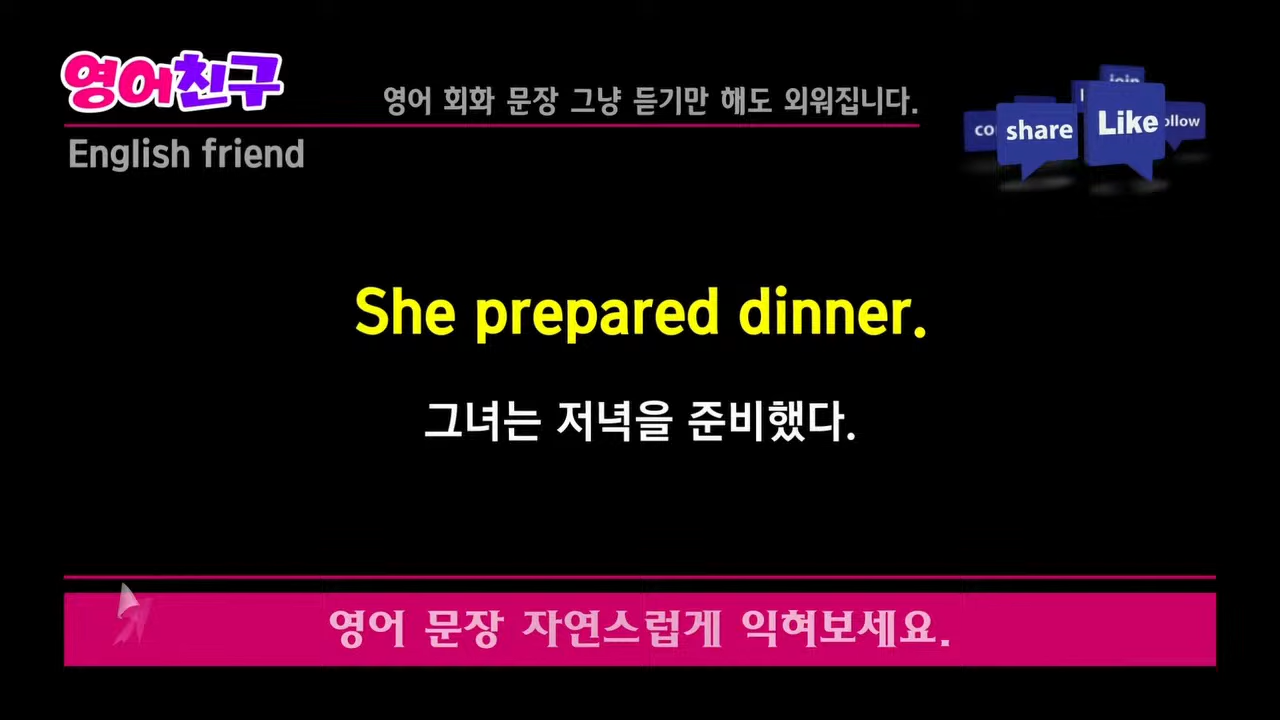 영어친구
영어 회화 문장 그냥 듣기만 해도 외워집니다.
English friend
join
share
Like
She prepared dinner.
그녀는 저녁을 준비했다.
영어 문장 자연스럽게 익혀보세요.